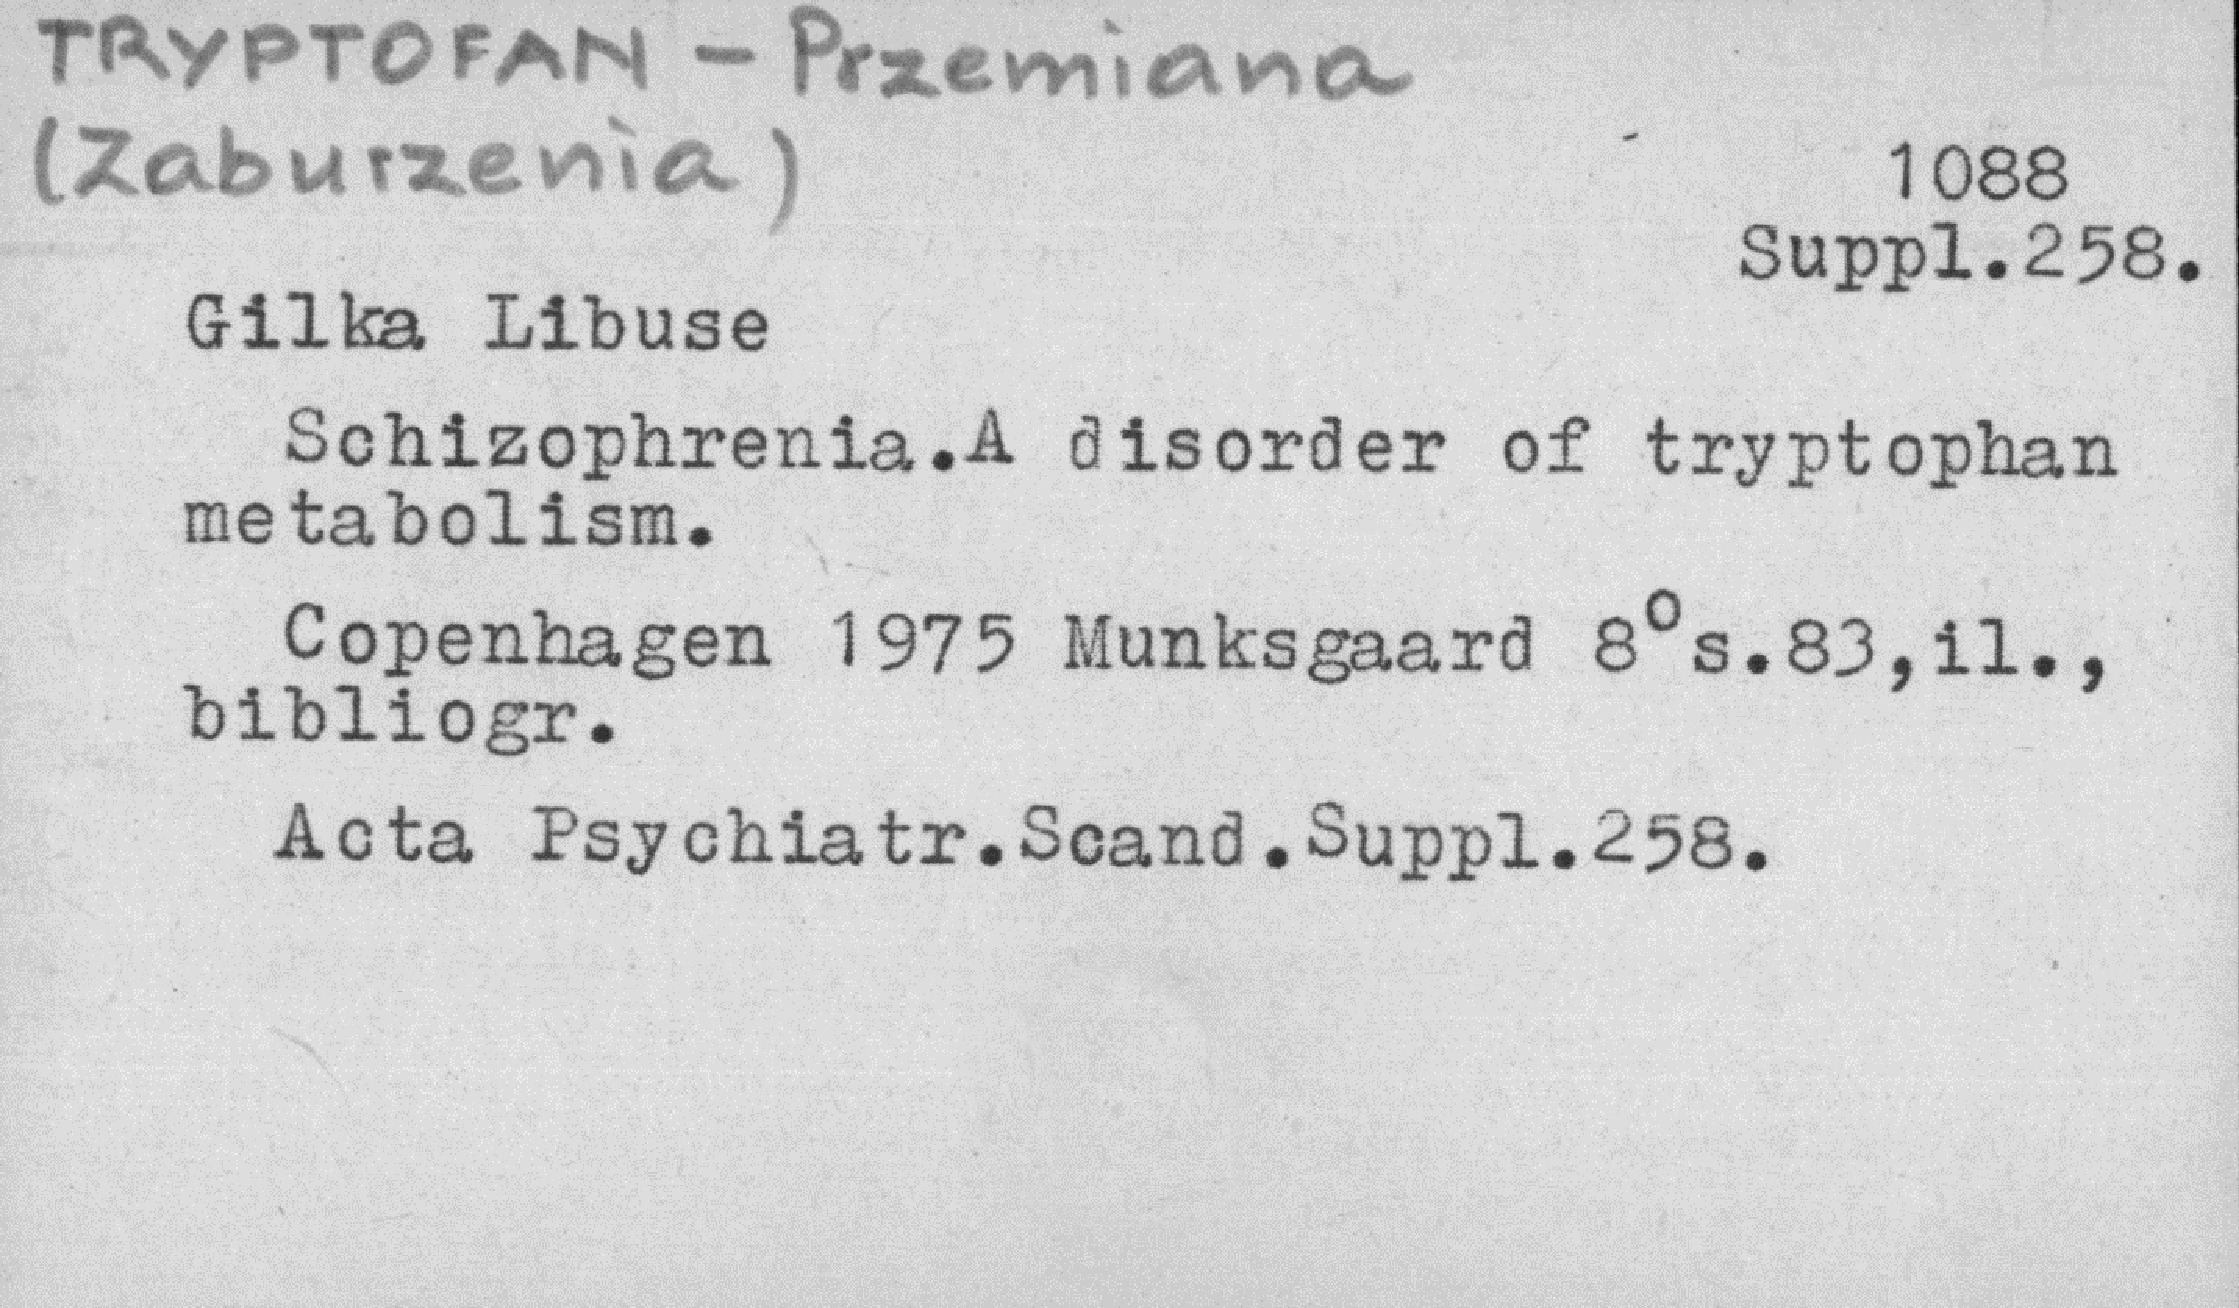 TRYPTOFAN - Przemiana
(Zaburzenia)
1088
Suppl.258.
Gilka Libuse
Schizophrenia.A disorder of tryptophan
metabolism.
Copenhagen 1975 Munksgaard 8°s.83,il.,
bibliogr.
Acta Psychiatr.Scand.Suppl.258.